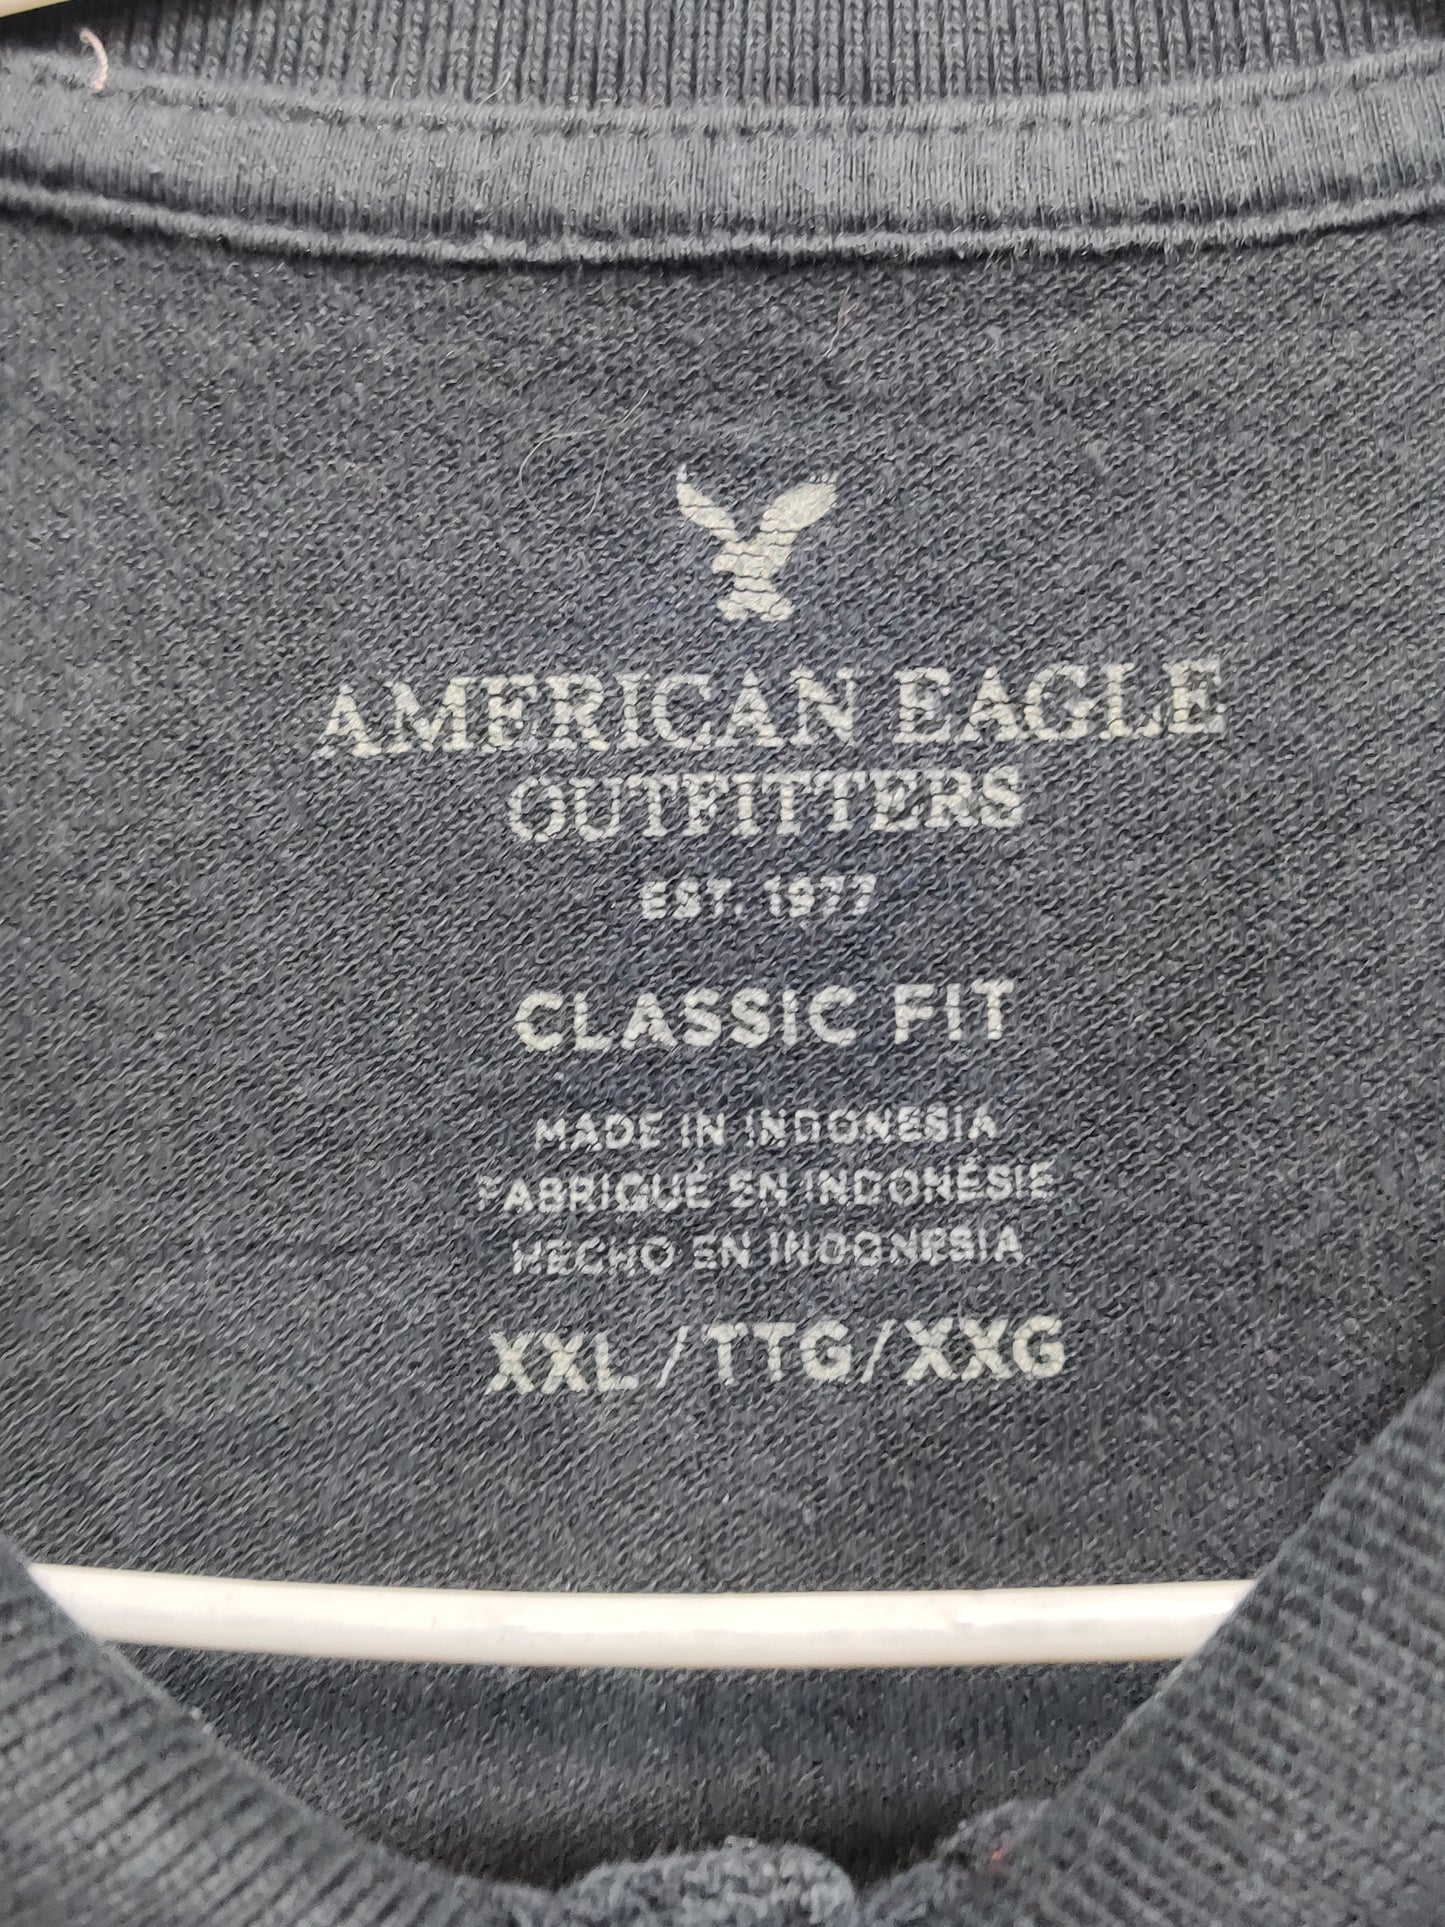 AMERICAN EAGLE
OUTFITTERS
EST. 1977
CLASSIC FIT
MADE IN INDONESIA
FABRIQUÉ EN INDONÉSIE
HECHO EN INDONESIA
XXL/TTG/XXG